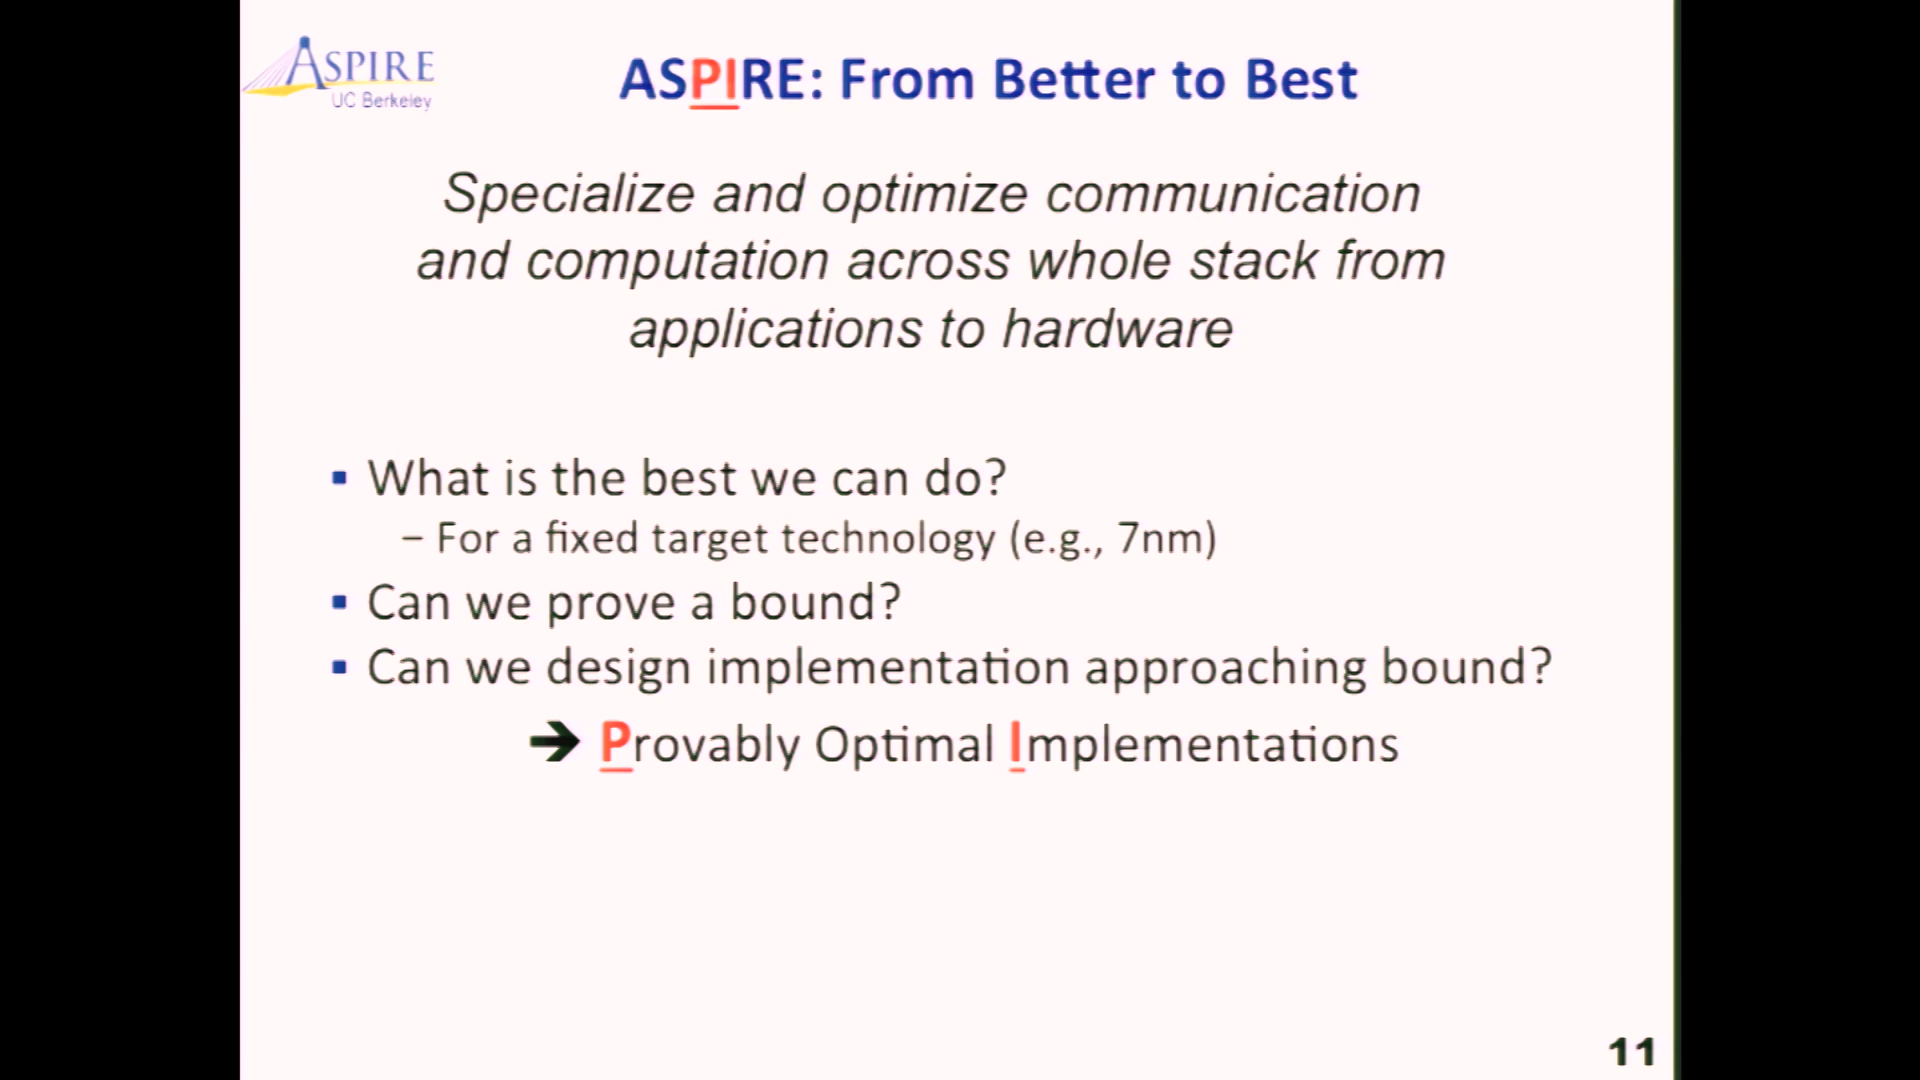 ASPIRE
UC Berkeley
ASPIRE: From Better to Best
Specialize and optimize communication
and computation across whole stack from
applications to hardware
▪ What is the best we can do?
– For a fixed target technology (e.g., 7nm)
▪ Can we prove a bound?
▪ Can we design implementation approaching bound?
➔ Provably Optimal Implementations
11